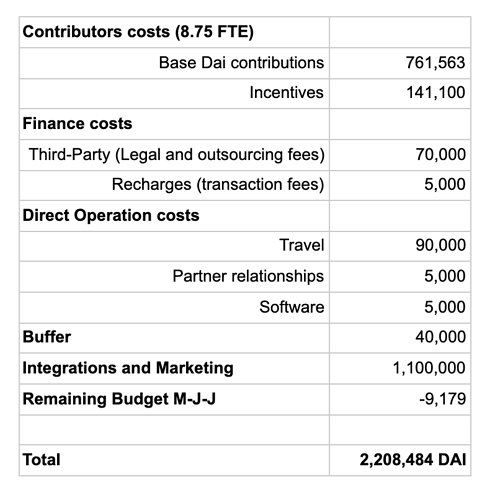 Contributors costs (8.75 FTE)
Base Dai contributions 761,563
Incentives 141,100
Finance costs
Third-Party (Legal and outsourcing fees) 70,000
Recharges (transaction fees) 5,000
Direct Operation costs
Travel 90,000
Partner relationships 5,000
Software 5,000
Buffer 40,000
Integrations and Marketing 1,100,000
Remaining Budget M-J-J -9,179
Total 2,208,484 DAI